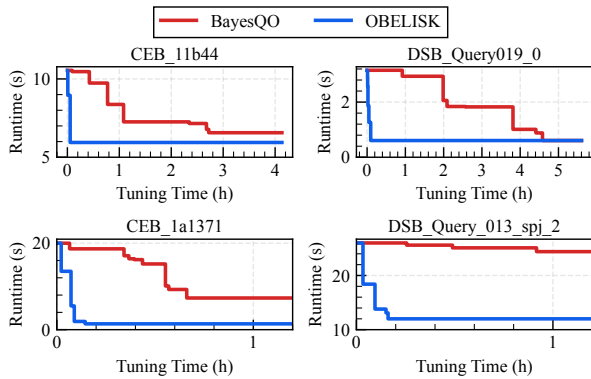 BayesQO OBELISK
CEB_11b44
DSB_Query019_0
Runtime (s)
10
5
0 1 2 3 4
Tuning Time (h)
Runtime (s)
2
0
0 1 2 3 4 5
Tuning Time (h)
CEB_1a1371
DSB_Query_013_spj_2
Runtime (s)
20
0
0 1
Tuning Time (h)
Runtime (s)
20
10
0 1
Tuning Time (h)